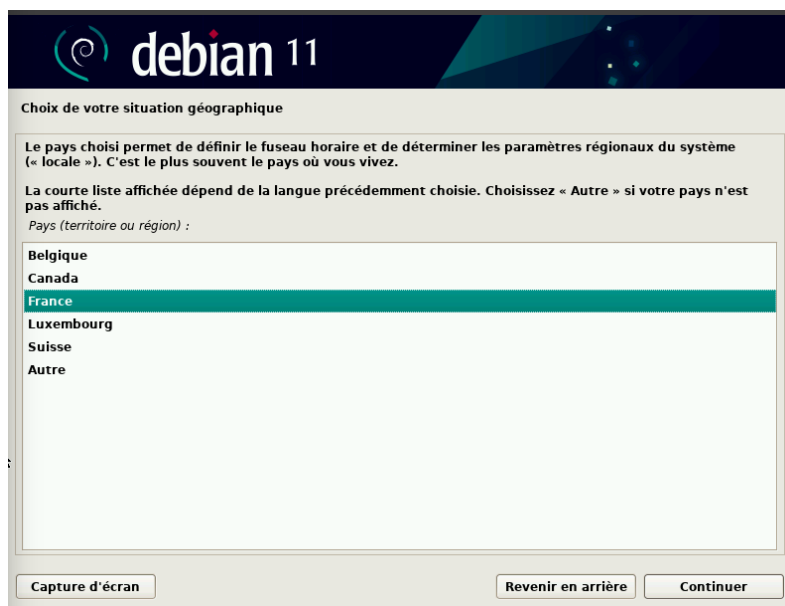 debian 11
Choix de votre situation géographique
Le pays choisi permet de définir le fuseau horaire et de déterminer les paramètres régionaux du système
(« locale »). C'est le plus souvent le pays où vous vivez.
La courte liste affichée dépend de la langue précédemment choisie. Choisissez « Autre » si votre pays n'est
pas affiché.
Pays (territoire ou région) :
Belgique
Canada
France
Luxembourg
Suisse
Autre
Capture d'écran
Revenir en arrière
Continuer